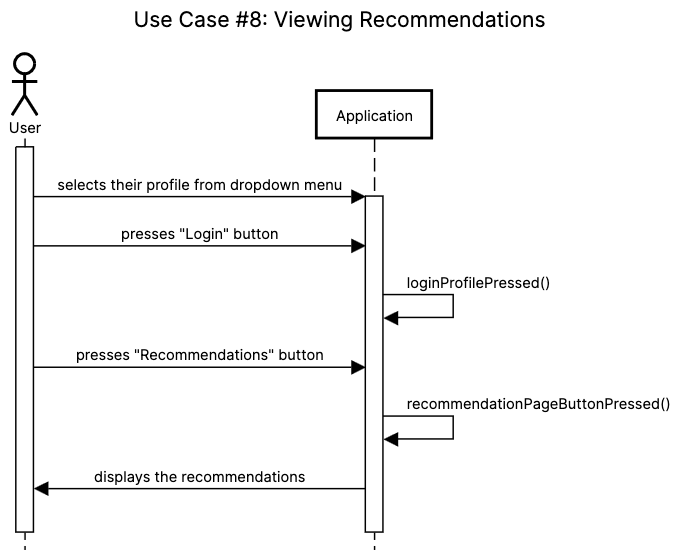 Use Case #8: Viewing Recommendations
User
Application
selects their profile from dropdown menu
presses "Login" button
loginProfilePressed()
presses "Recommendations" button
recommendationPageButtonPressed()
displays the recommendations